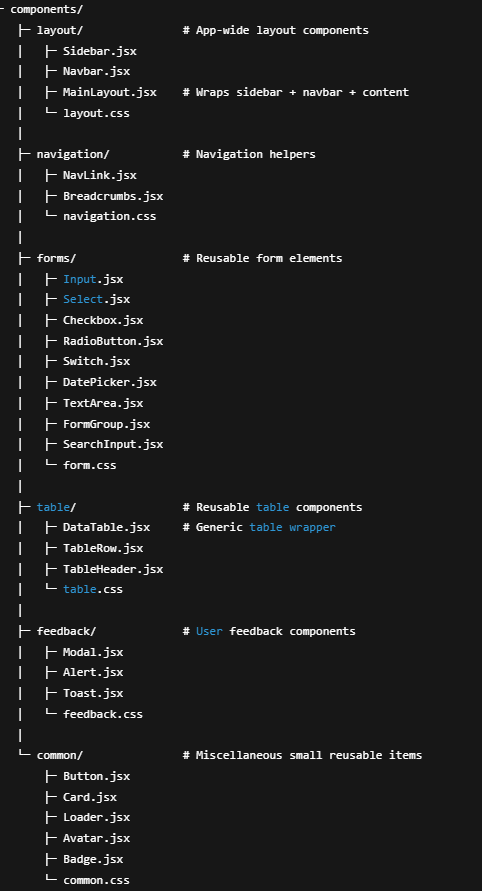 ─ components/
├─ layout/ # App-wide layout components
│ ├─ Sidebar.jsx
│ ├─ Navbar.jsx
│ ├─ MainLayout.jsx # Wraps sidebar + navbar + content
│ └─ layout.css
│
├─ navigation/ # Navigation helpers
│ ├─ NavLink.jsx
│ ├─ Breadcrumbs.jsx
│ └─ navigation.css
│
├─ forms/ # Reusable form elements
│ ├─ Input.jsx
│ ├─ Select.jsx
│ ├─ Checkbox.jsx
│ ├─ RadioButton.jsx
│ ├─ Switch.jsx
│ ├─ DatePicker.jsx
│ ├─ TextArea.jsx
│ ├─ FormGroup.jsx
│ ├─ SearchInput.jsx
│ └─ form.css
│
├─ table/ # Reusable table components
│ ├─ DataTable.jsx # Generic table wrapper
│ ├─ TableRow.jsx
│ ├─ TableHeader.jsx
│ └─ table.css
│
├─ feedback/ # User feedback components
│ ├─ Modal.jsx
│ ├─ Alert.jsx
│ ├─ Toast.jsx
│ └─ feedback.css
│
└─ common/ # Miscellaneous small reusable items
├─ Button.jsx
├─ Card.jsx
├─ Loader.jsx
├─ Avatar.jsx
├─ Badge.jsx
└─ common.css